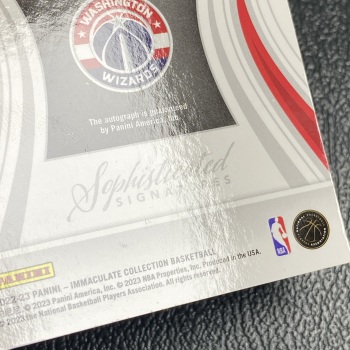 WASHINGTON
WIZARDS
The autograph is guaranteed
by Panini America, Inc.
Sophisticated
SIGNATURES
PANINI
2022-23 PANINI – IMMACULATE COLLECTION BASKETBALL
© 2023 Panini America, Inc. © 2023 NBA Properties, Inc. Produced in the USA.
© 2023 the National Basketball Players Association. All rights reserved.
NBA